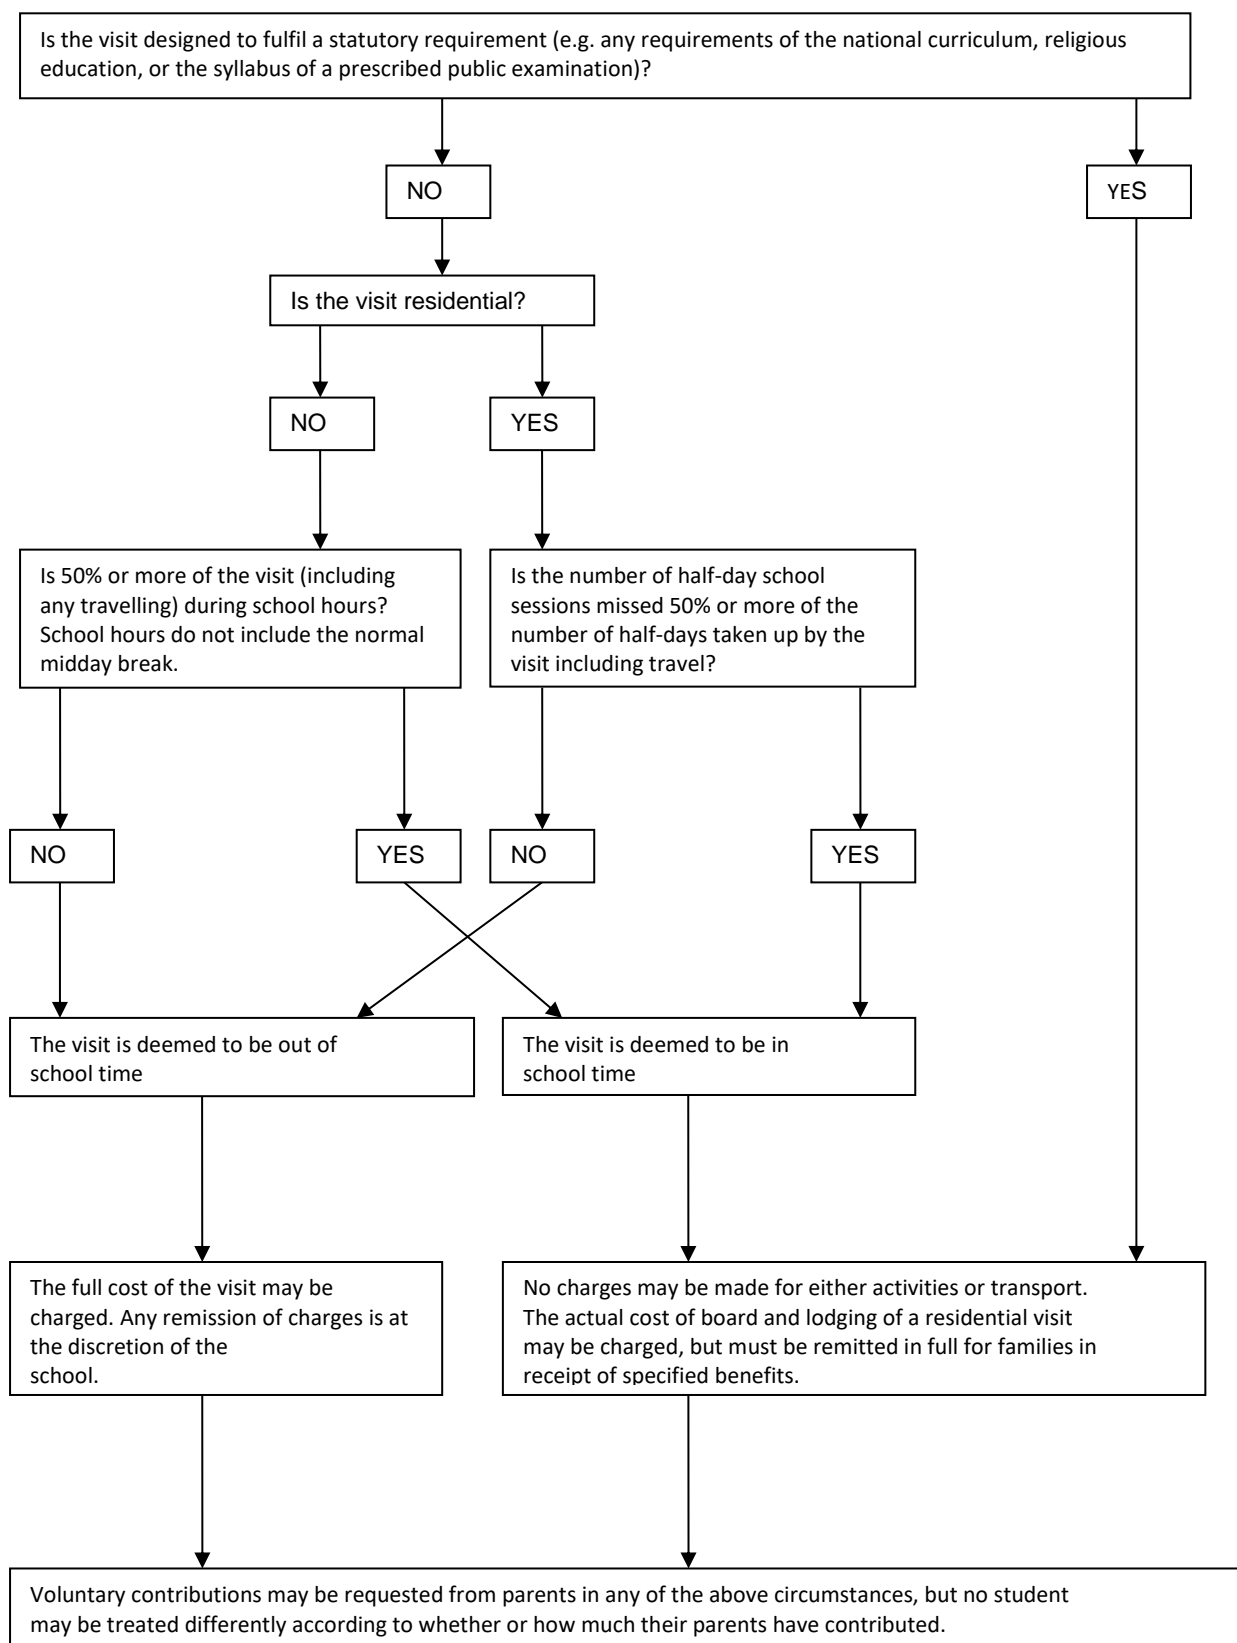 Is the visit designed to fulfil a statutory requirement (e.g. any requirements of the national curriculum, religious
education, or the syllabus of a prescribed public examination)?
NO
YES
Is the visit residential?
NO
YES
Is 50% or more of the visit (including
any travelling) during school hours?
School hours do not include the normal
midday break.
Is the number of half-day school
sessions missed 50% or more of the
number of half-days taken up by the
visit including travel?
NO
YES
NO
YES
The visit is deemed to be out of
school time
The visit is deemed to be in
school time
The full cost of the visit may be
charged. Any remission of charges is at
the discretion of the
school.
No charges may be made for either activities or transport.
The actual cost of board and lodging of a residential visit
may be charged, but must be remitted in full for families in
receipt of specified benefits.
Voluntary contributions may be requested from parents in any of the above circumstances, but no student
may be treated differently according to whether or how much their parents have contributed.